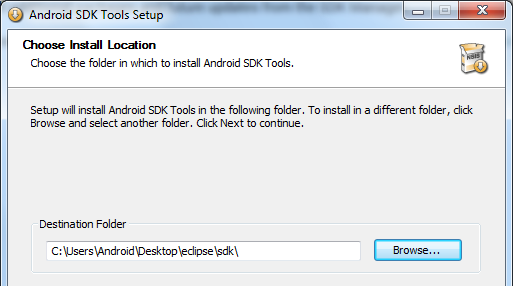 Android SDK Tools Setup
Choose Install Location
Choose the folder in which to install Android SDK Tools.
NSIS
Setup will install Android SDK Tools in the following folder. To install in a different folder, click
Browse and select another folder. Click Next to continue.
Destination Folder
C:\Users\Android\Desktop\eclipse\sdk\
Browse...